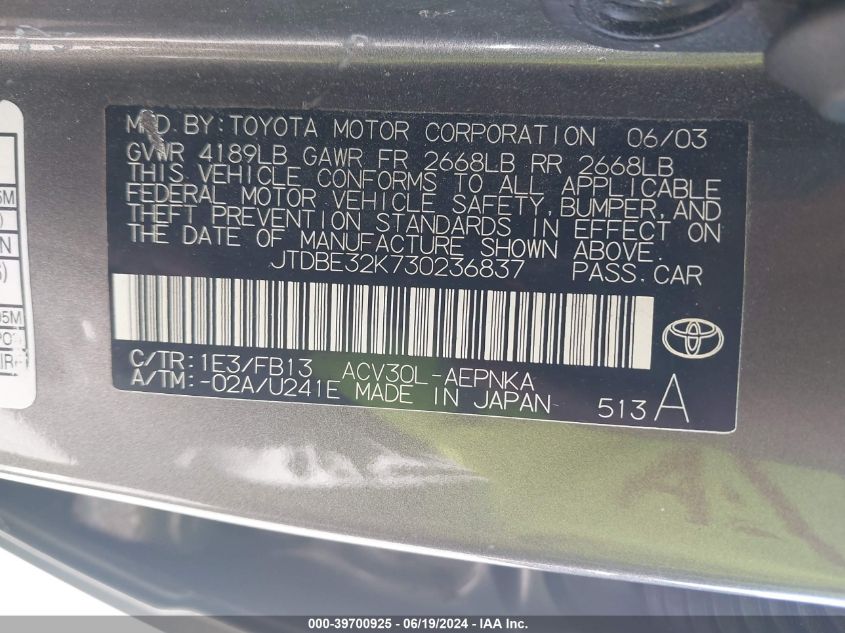 MFD. BY: TOYOTA MOTOR CORPORATION 06/03
GVWR 4189LB GAWR FR 2668LB RR 2668LB
THIS VEHICLE CONFORMS TO ALL APPLICABLE
FEDERAL MOTOR VEHICLE SAFETY, BUMPER, AND
THEFT PREVENTION STANDARDS IN EFFECT ON
THE DATE OF MANUFACTURE SHOWN ABOVE.
JTDBE32K730236837 PASS. CAR
C/TR: 1E3/FB13 ACV30L-AEPNKA
A/TM: -02A/U241E MADE IN JAPAN 513 A
000-39700925 - 06/19/2024 - IAA Inc.